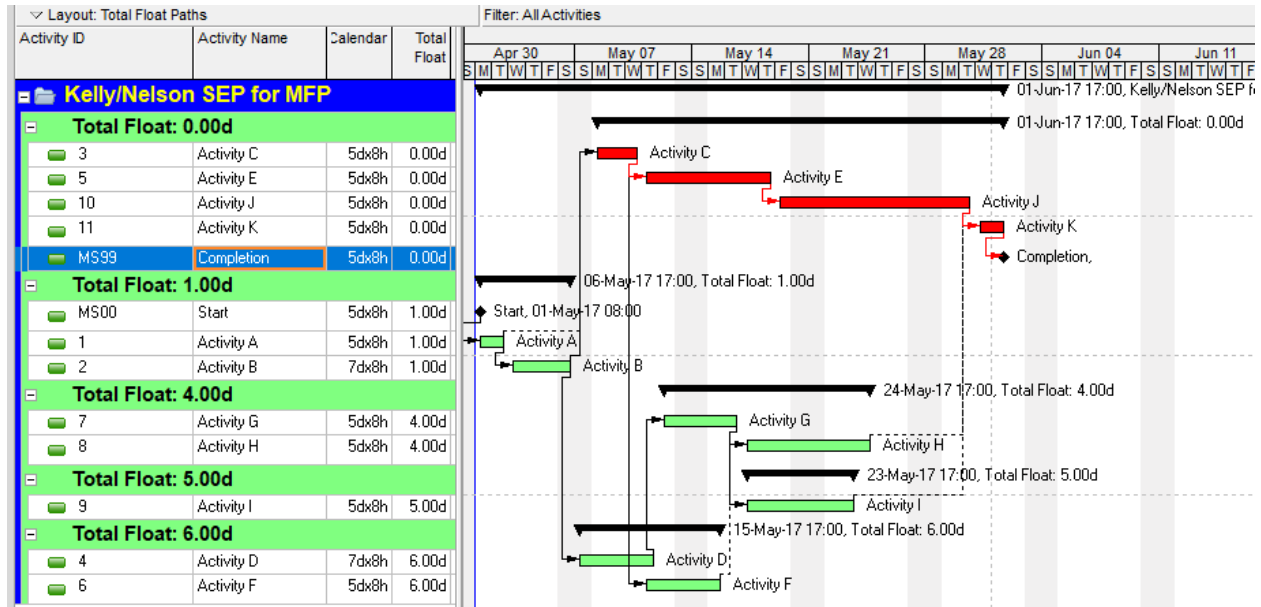 Layout: Total Float Paths Filter: All Activities
Activity ID Activity Name Calendar Total Float
Apr 30 May 07 May 14 May 21 May 28 Jun 04 Jun 11
S M T W T F S S M T W T F S S M T W T F S S M T W T F S S M T W T F S S M T W T F S S M T W T F
Kelly/Nelson SEP for MFP 01-Jun-17 17:00, Kelly/Nelson SEP f
Total Float: 0.00d 01-Jun-17 17:00, Total Float: 0.00d
3 Activity C 5dx8h 0.00d Activity C
5 Activity E 5dx8h 0.00d Activity E
10 Activity J 5dx8h 0.00d Activity J
11 Activity K 5dx8h 0.00d Activity K
MS99 Completion 5dx8h 0.00d Completion,
Total Float: 1.00d 06-May-17 17:00, Total Float: 1.00d
MS00 Start 5dx8h 1.00d Start, 01-May-17 08:00
1 Activity A 5dx8h 1.00d Activity A
2 Activity B 7dx8h 1.00d Activity B
Total Float: 4.00d 24-May-17 17:00, Total Float: 4.00d
7 Activity G 5dx8h 4.00d Activity G
8 Activity H 5dx8h 4.00d Activity H
Total Float: 5.00d 23-May-17 17:00, Total Float: 5.00d
9 Activity I 5dx8h 5.00d Activity I
Total Float: 6.00d 15-May-17 17:00, Total Float: 6.00d
4 Activity D 7dx8h 6.00d Activity D
6 Activity F 5dx8h 6.00d Activity F